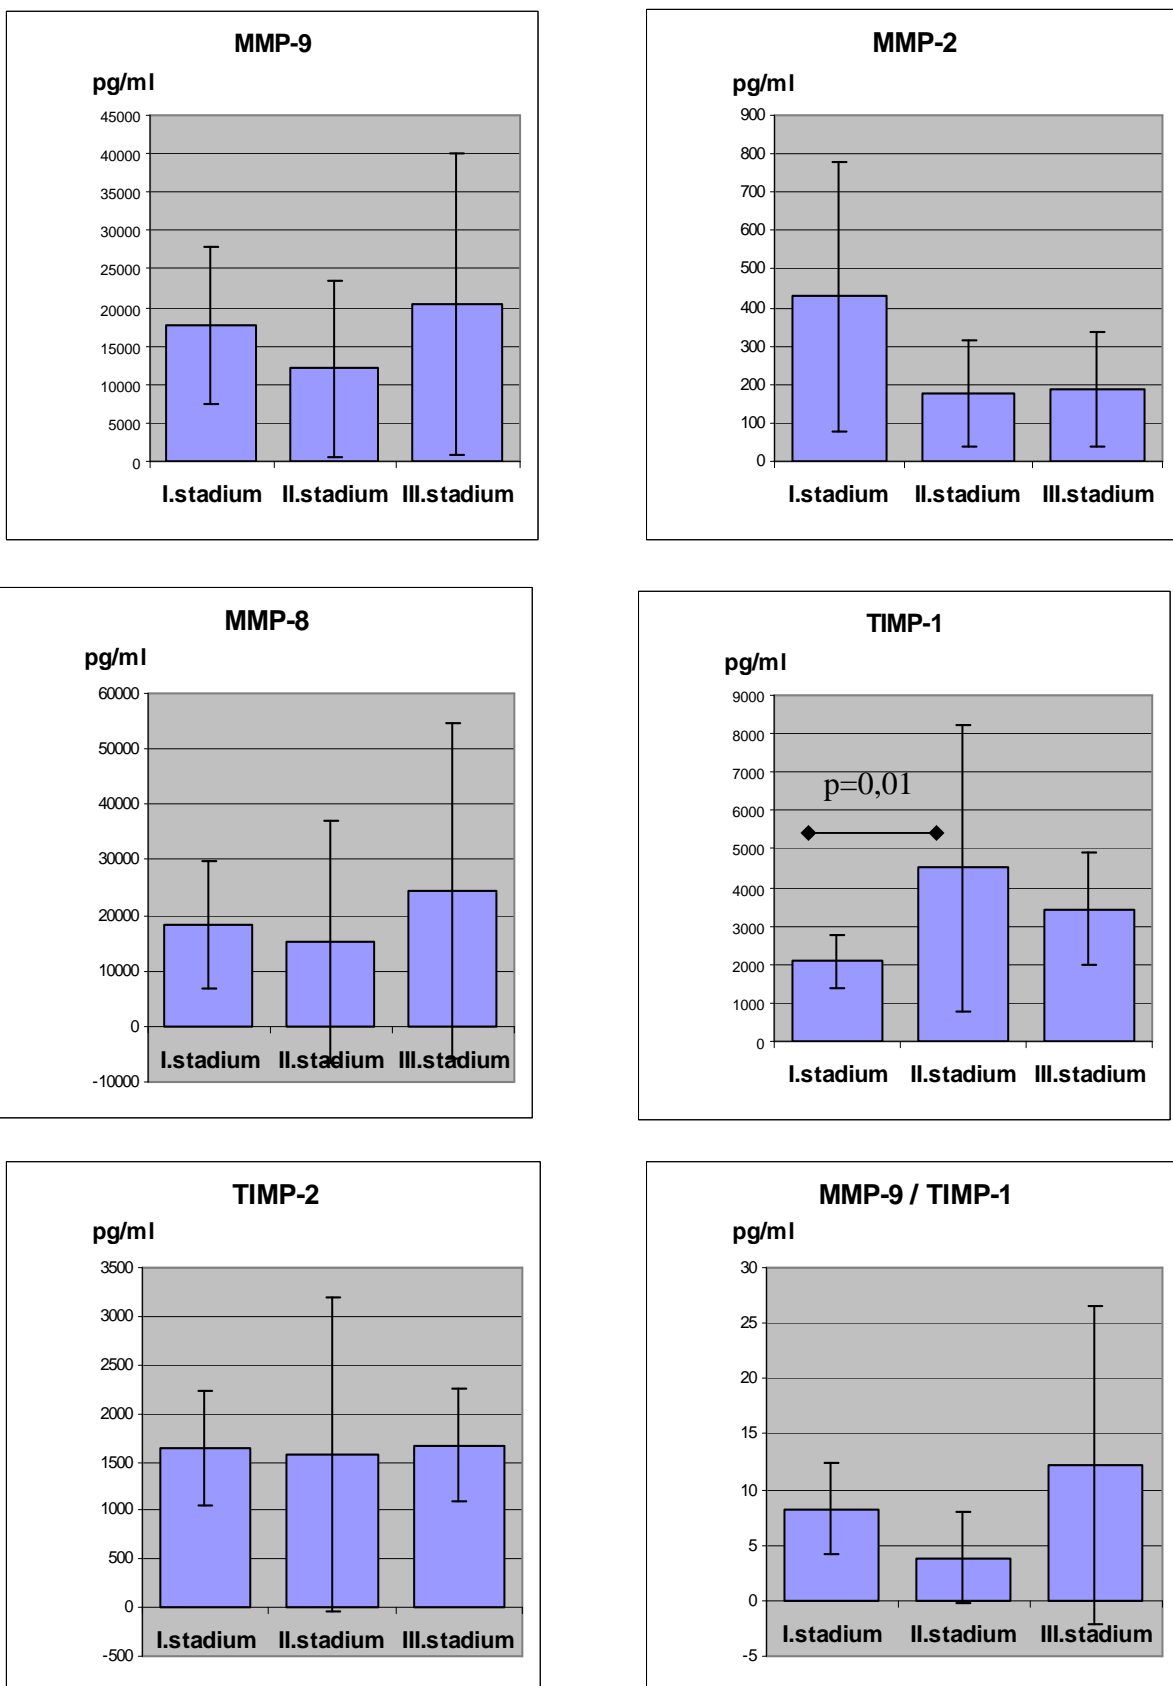 MMP-9
pg/ml
45000
40000
35000
30000
25000
20000
15000
10000
5000
0
I.stadium II.stadium III.stadium
MMP-2
pg/ml
900
800
700
600
500
400
300
200
100
0
I.stadium II.stadium III.stadium
MMP-8
pg/ml
60000
50000
40000
30000
20000
10000
0
-10000
I.stadium II.stadium III.stadium
TIMP-1
pg/ml
9000
8000
7000
6000
5000
4000
3000
2000
1000
0
p=0,01
I.stadium II.stadium III.stadium
TIMP-2
pg/ml
3500
3000
2500
2000
1500
1000
500
0
-500
I.stadium II.stadium III.stadium
MMP-9 / TIMP-1
pg/ml
30
25
20
15
10
5
0
-5
I.stadium II.stadium III.stadium